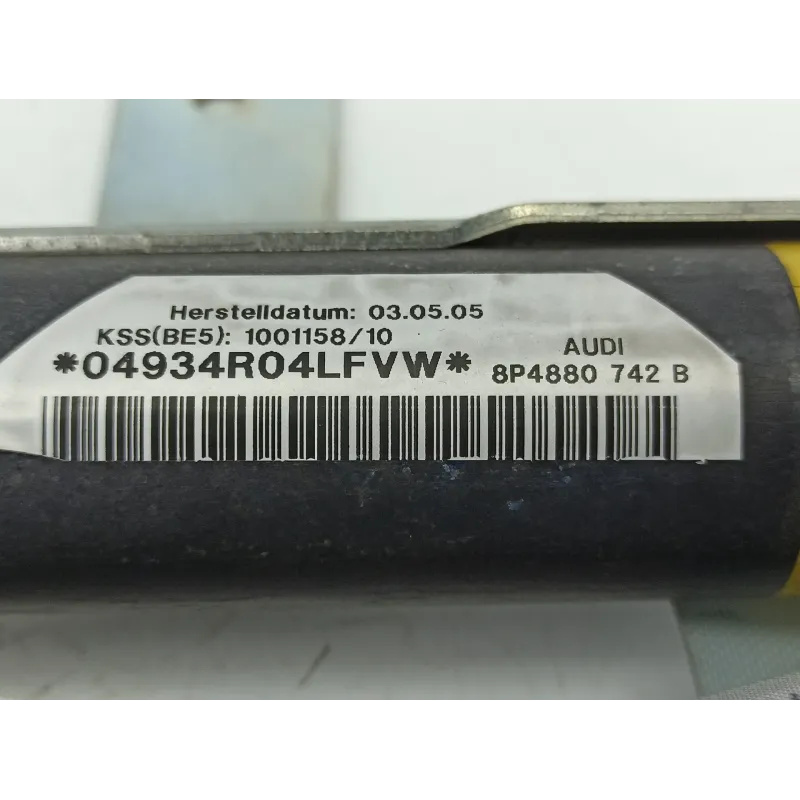 Herstelldatum: 03.05.05
KSS(BE5): 1001158/10
*04934R04LFVW*
AUDI
8P4880 742 B